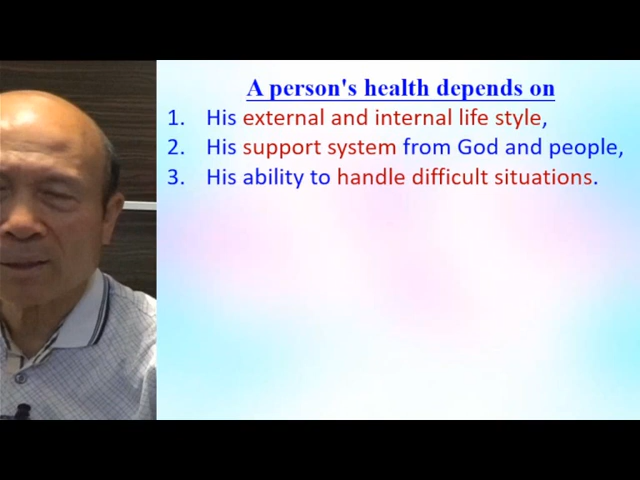 A person's health depends on
1. His external and internal life style,
2. His support system from God and people,
3. His ability to handle difficult situations.